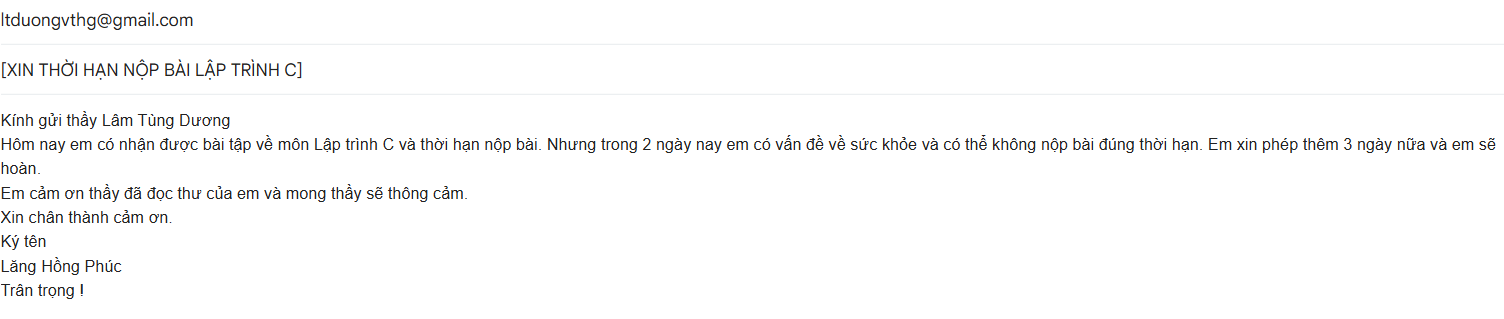 ltduongvthg@gmail.com
[XIN THỜI HẠN NỘP BÀI LẬP TRÌNH C]
Kính gửi thầy Lâm Tùng Dương
Hôm nay em có nhận được bài tập về môn Lập trình C và thời hạn nộp bài. Nhưng trong 2 ngày nay em có vấn đề về sức khỏe và có thể không nộp bài đúng thời hạn. Em xin phép thêm 3 ngày nữa và em sẽ
hoàn.
Em cảm ơn thầy đã đọc thư của em và mong thầy sẽ thông cảm.
Xin chân thành cảm ơn.
Ký tên
Lăng Hồng Phúc
Trân trọng !